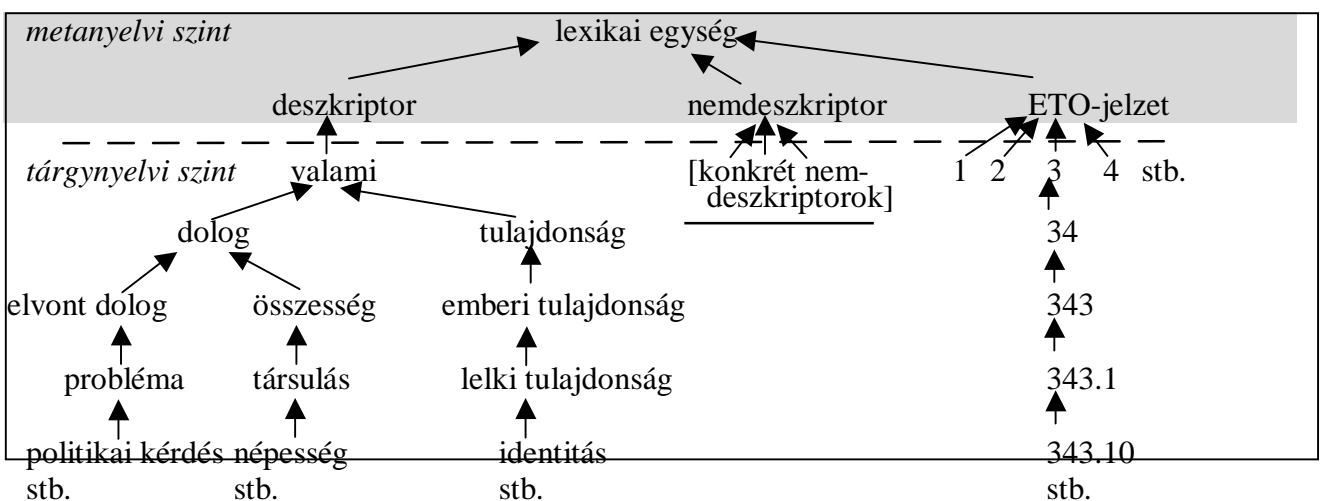 metanyelvi szint lexikai egység
deszkriptor nemdeszkriptor ETO-jelzet
tárgynyelvi szint valami [konkrét nem- 1 2 3 4 stb.
deszkriptorok]
dolog tulajdonság 34
elvont dolog összesség emberi tulajdonság 343
probléma társulás lelki tulajdonság 343.1
politikai kérdés népesség identitás 343.10
stb. stb. stb. stb.